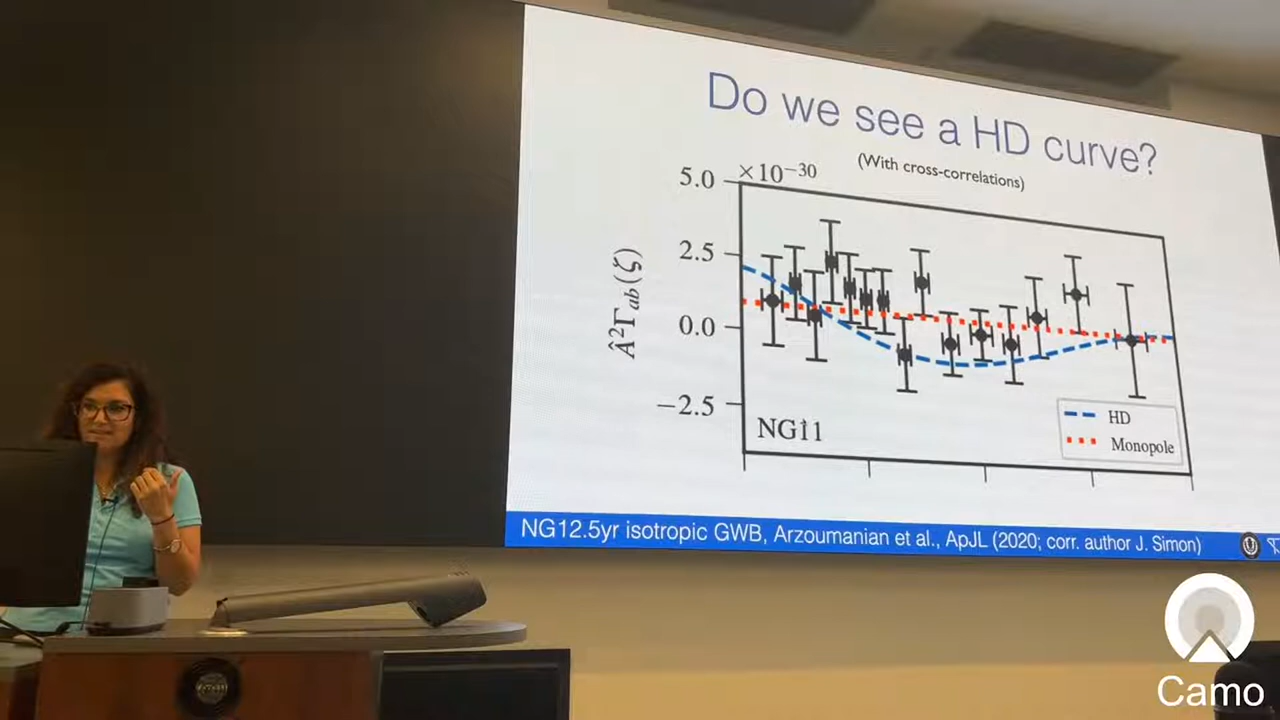 Do we see a HD curve?
(With cross-correlations)
×10⁻³⁰
5.0
2.5
0.0
−2.5
Â²Γab(ζ)
NG11
HD
Monopole
NG12.5yr isotropic GWB, Arzoumanian et al., ApJL (2020; corr. author J. Simon)
Camo